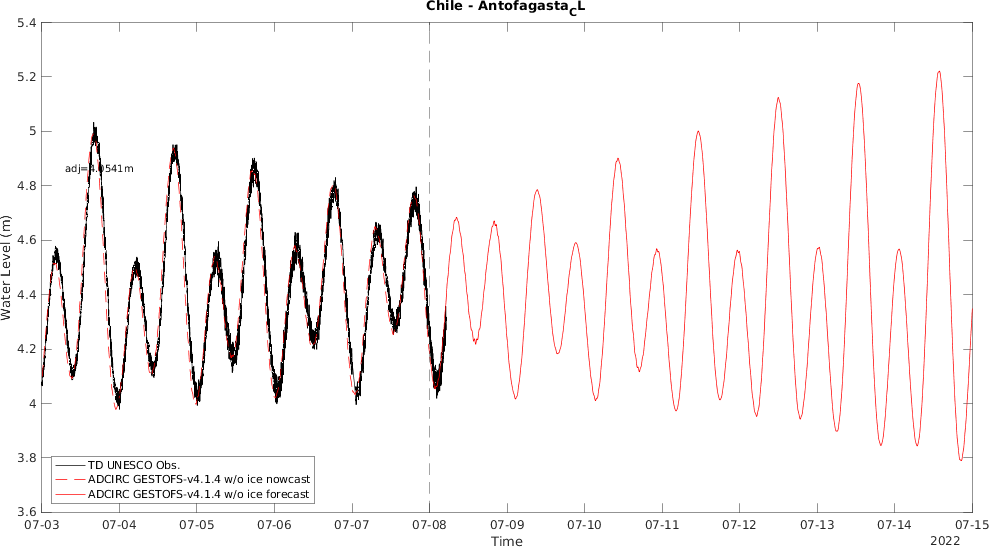 Chile - Antofagasta_CL
5.4
5.2
5
4.8
4.6
4.4
4.2
4
3.8
3.6
Water Level (m)
adj=4.0541m
TD UNESCO Obs.
ADCIRC GESTOFS-v4.1.4 w/o ice nowcast
ADCIRC GESTOFS-v4.1.4 w/o ice forecast
07-03 07-04 07-05 07-06 07-07 07-08 07-09 07-10 07-11 07-12 07-13 07-14 07-15
Time
2022